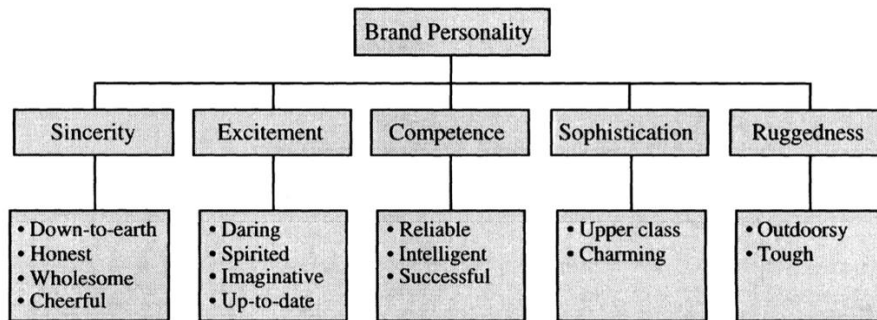 Brand Personality
Sincerity
Excitement
Competence
Sophistication
Ruggedness
• Down-to-earth
• Honest
• Wholesome
• Cheerful
• Daring
• Spirited
• Imaginative
• Up-to-date
• Reliable
• Intelligent
• Successful
• Upper class
• Charming
• Outdoorsy
• Tough